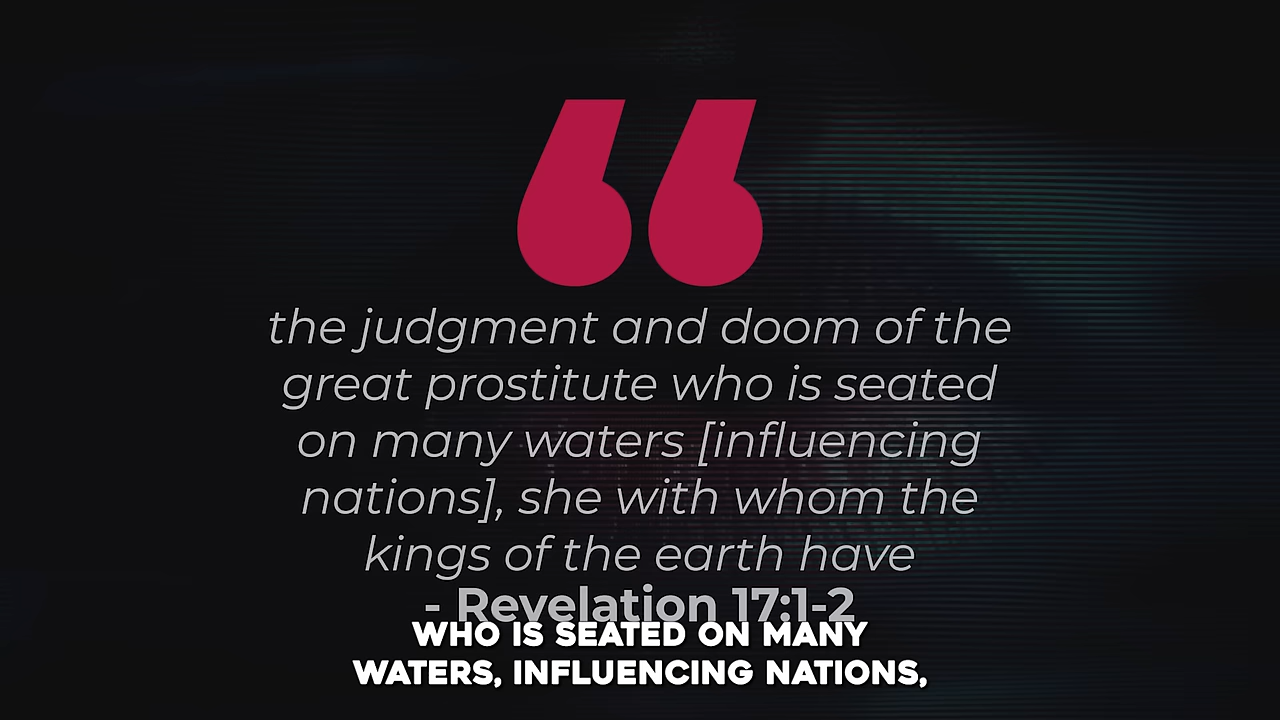 the judgment and doom of the
great prostitute who is seated
on many waters [influencing
nations], she with whom the
kings of the earth have
- Revelation 17:1-2
WHO IS SEATED ON MANY
WATERS, INFLUENCING NATIONS,